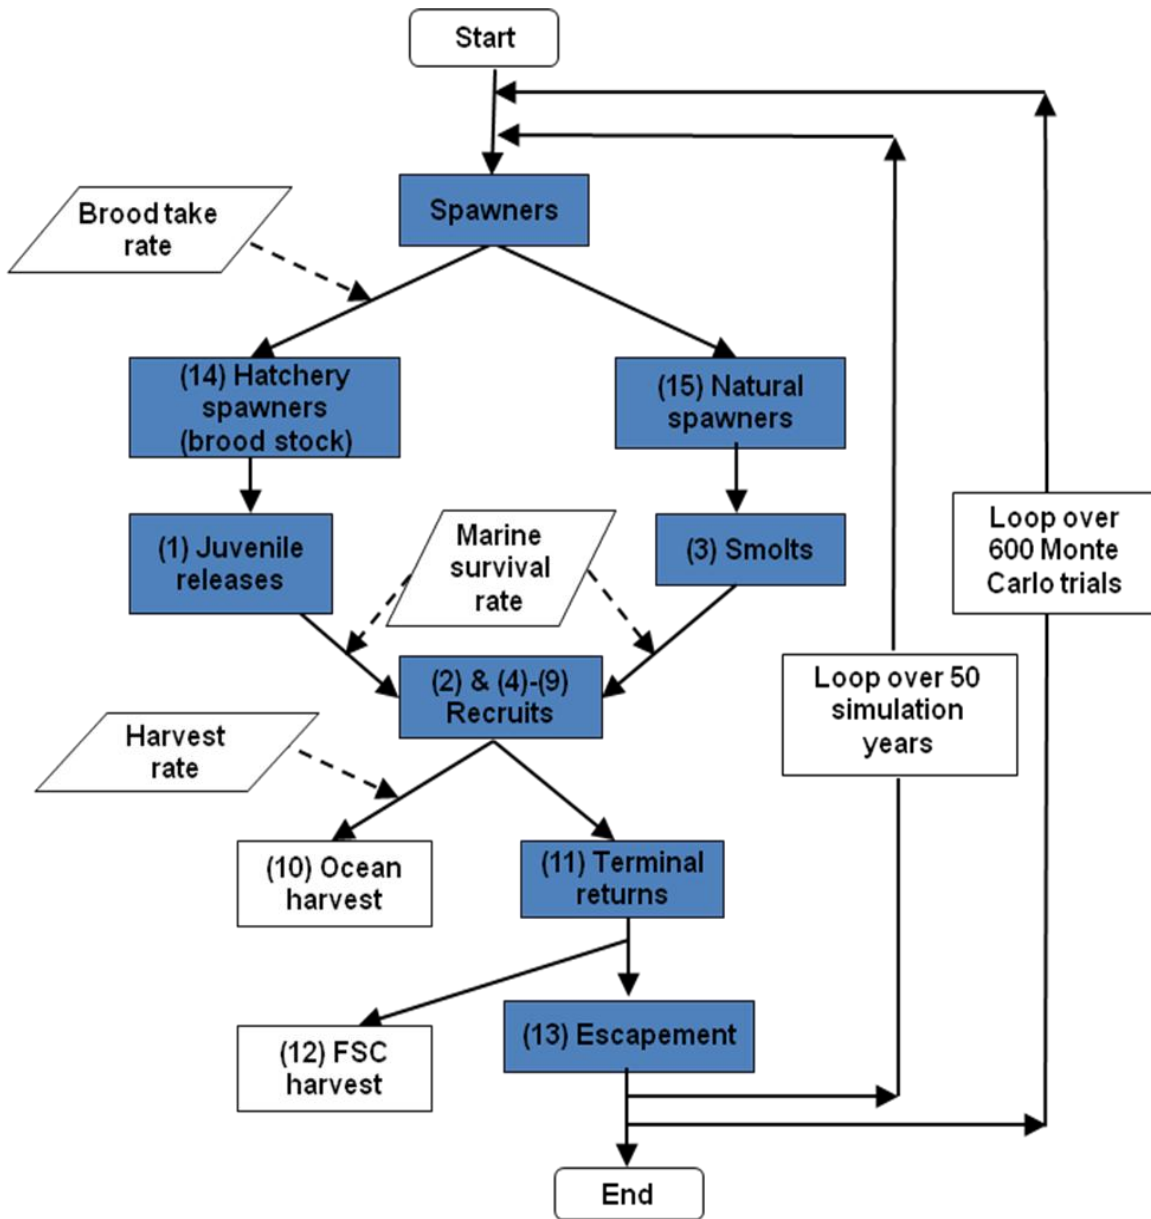 Start
Spawners
Brood take
rate
(14) Hatchery
spawners
(brood stock)
(15) Natural
spawners
(1) Juvenile
releases
Marine
survival
rate
(3) Smolts
Loop over
600 Monte
Carlo trials
(2) & (4)-(9)
Recruits
Loop over 50
simulation
years
Harvest
rate
(10) Ocean
harvest
(11) Terminal
returns
(12) FSC
harvest
(13) Escapement
End